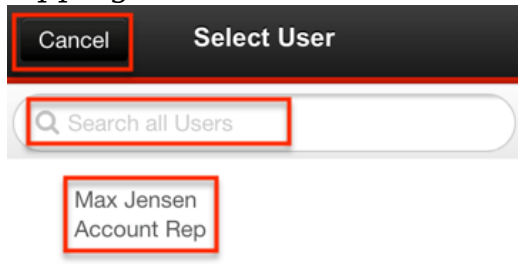 Cancel Select User
Search all Users
Max Jensen
Account Rep